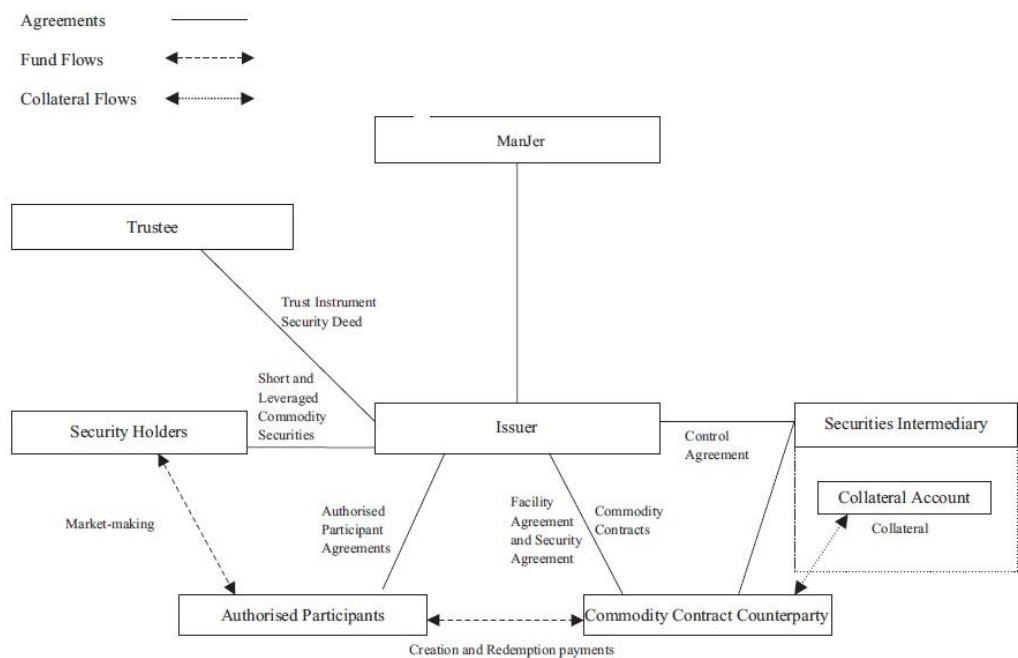 Agreements
Fund Flows
Collateral Flows
ManJer
Trustee
Trust Instrument
Security Deed
Short and
Leveraged
Commodity
Securities
Security Holders
Issuer
Securities Intermediary
Control
Agreement
Collateral Account
Collateral
Market-making
Authorised
Participant
Agreements
Facility
Agreement
and Security
Agreement
Commodity
Contracts
Authorised Participants
Commodity Contract Counterparty
Creation and Redemption payments